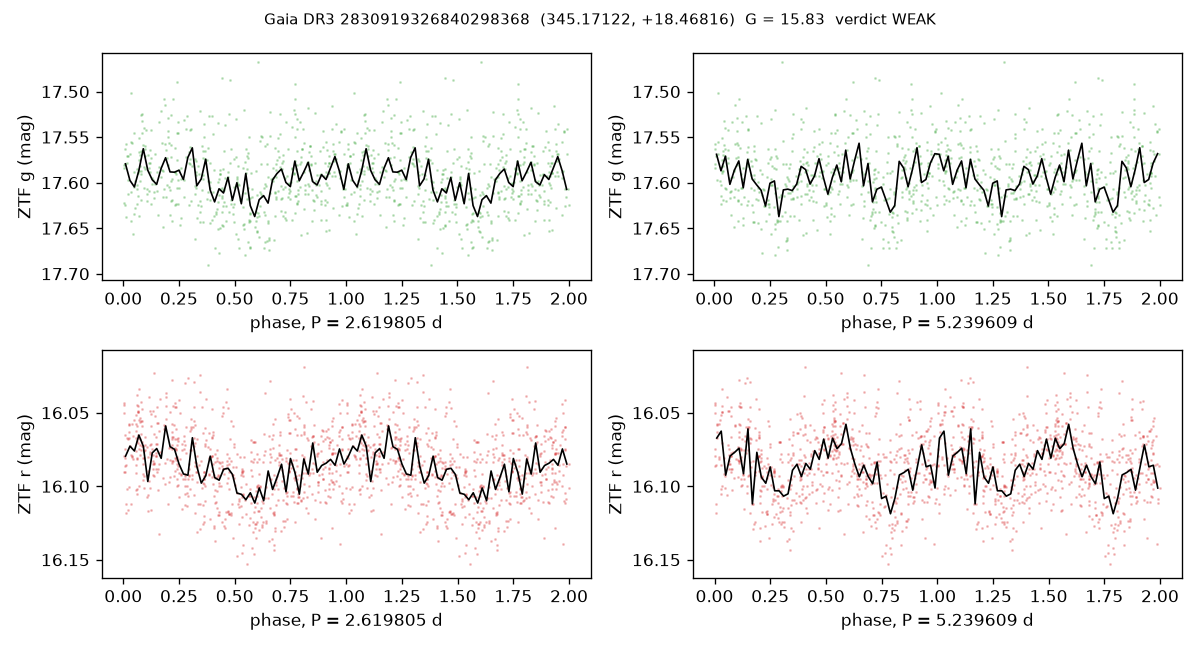 Gaia DR3 2830919326840298368 (345.17122, +18.46816) G = 15.83 verdict WEAK
ZTF g (mag)
17.50
17.55
17.60
17.65
17.70
0.00 0.25 0.50 0.75 1.00 1.25 1.50 1.75 2.00
phase, P = 2.619805 d
ZTF g (mag)
17.50
17.55
17.60
17.65
17.70
0.00 0.25 0.50 0.75 1.00 1.25 1.50 1.75 2.00
phase, P = 5.239609 d
ZTF r (mag)
16.05
16.10
16.15
0.00 0.25 0.50 0.75 1.00 1.25 1.50 1.75 2.00
phase, P = 2.619805 d
ZTF r (mag)
16.05
16.10
16.15
0.00 0.25 0.50 0.75 1.00 1.25 1.50 1.75 2.00
phase, P = 5.239609 d